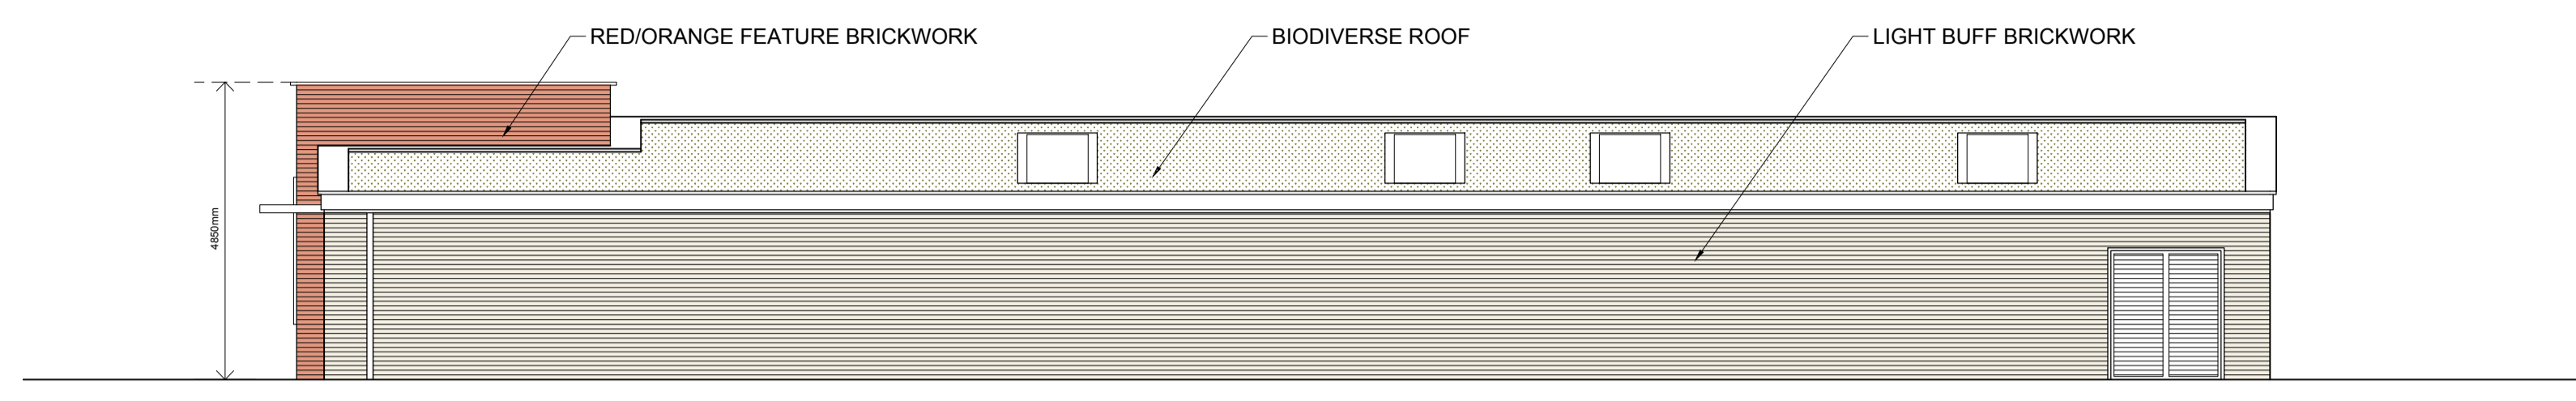 RED/ORANGE FEATURE BRICKWORK
BIODIVERSE ROOF
LIGHT BUFF BRICKWORK
4850mm